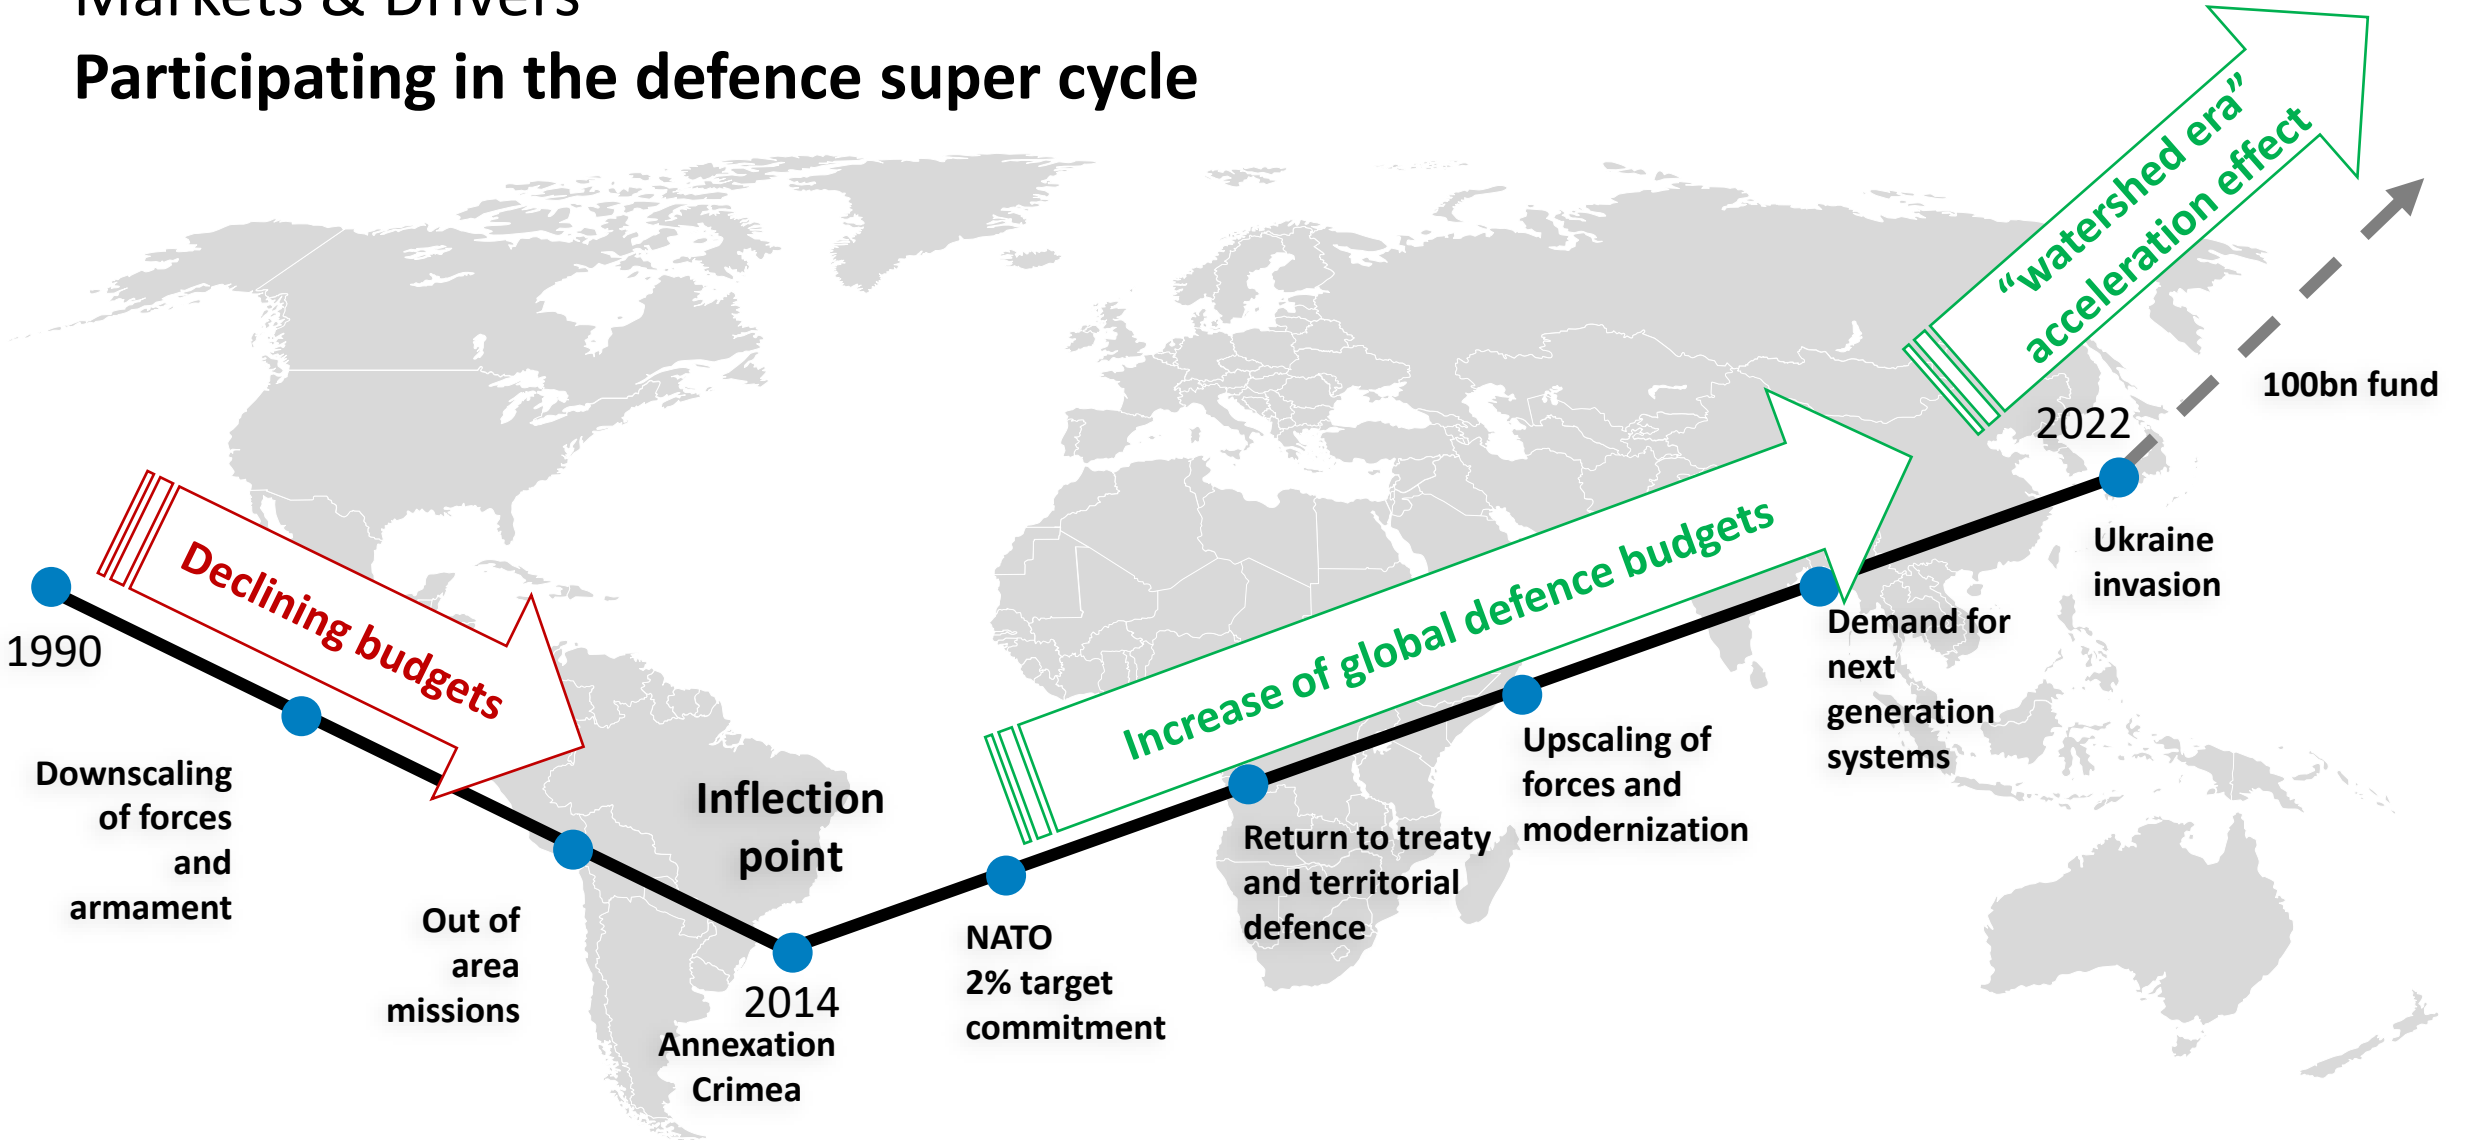 Markets & Drivers
Participating in the defence super cycle
"watershed era"
acceleration effect
100bn fund
2022
Ukraine
invasion
Declining budgets
Increase of global defence budgets
1990
Downscaling
of forces
and
armament
Out of
area
missions
Inflection
point
2014
Annexation
Crimea
NATO
2% target
commitment
Return to treaty
and territorial
defence
Upscaling of
forces and
modernization
Demand for
next
generation
systems